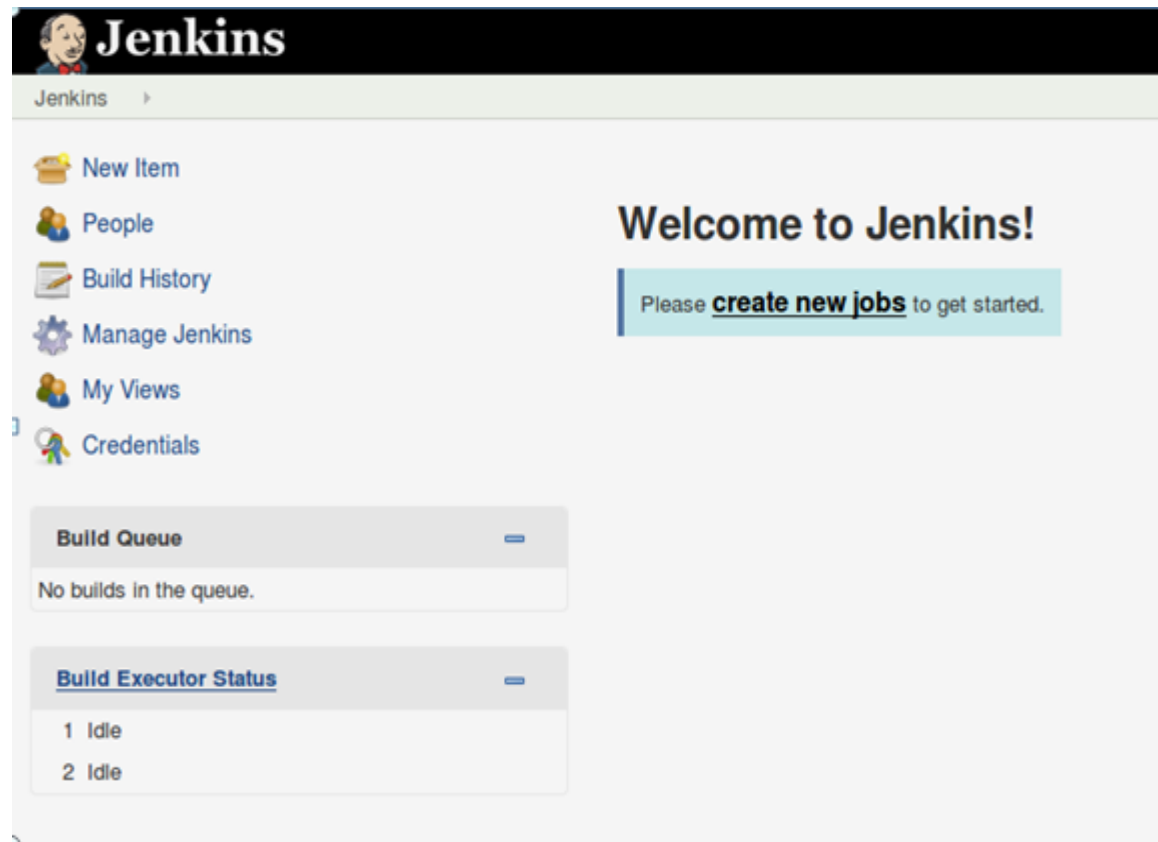 Jenkins
Jenkins
New Item
People
Build History
Manage Jenkins
My Views
Credentials
Build Queue
No builds in the queue.
Build Executor Status
1 Idle
2 Idle
Welcome to Jenkins!
Please create new jobs to get started.